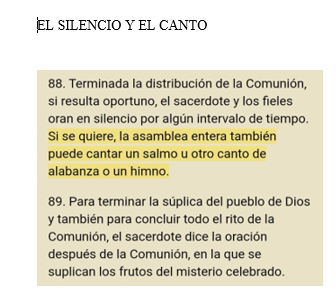 EL SILENCIO Y EL CANTO
88. Terminada la distribución de la Comunión,
si resulta oportuno, el sacerdote y los fieles
oran en silencio por algún intervalo de tiempo.
Si se quiere, la asamblea entera también
puede cantar un salmo u otro canto de
alabanza o un himno.
89. Para terminar la súplica del pueblo de Dios
y también para concluir todo el rito de la
Comunión, el sacerdote dice la oración
después de la Comunión, en la que se
suplican los frutos del misterio celebrado.